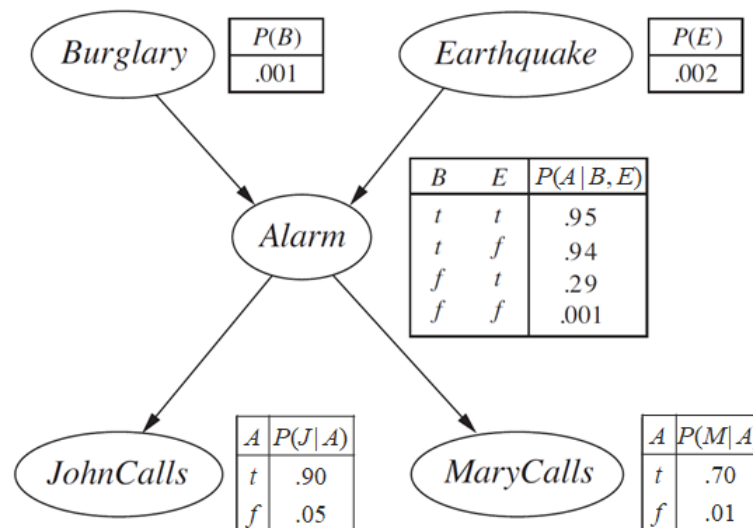 Burglary
P(B)
.001
Earthquake
P(E)
.002
Alarm
B E P(A|B, E)
t t .95
t f .94
f t .29
f f .001
JohnCalls
A P(J|A)
t .90
f .05
MaryCalls
A P(M|A
t .70
f .01